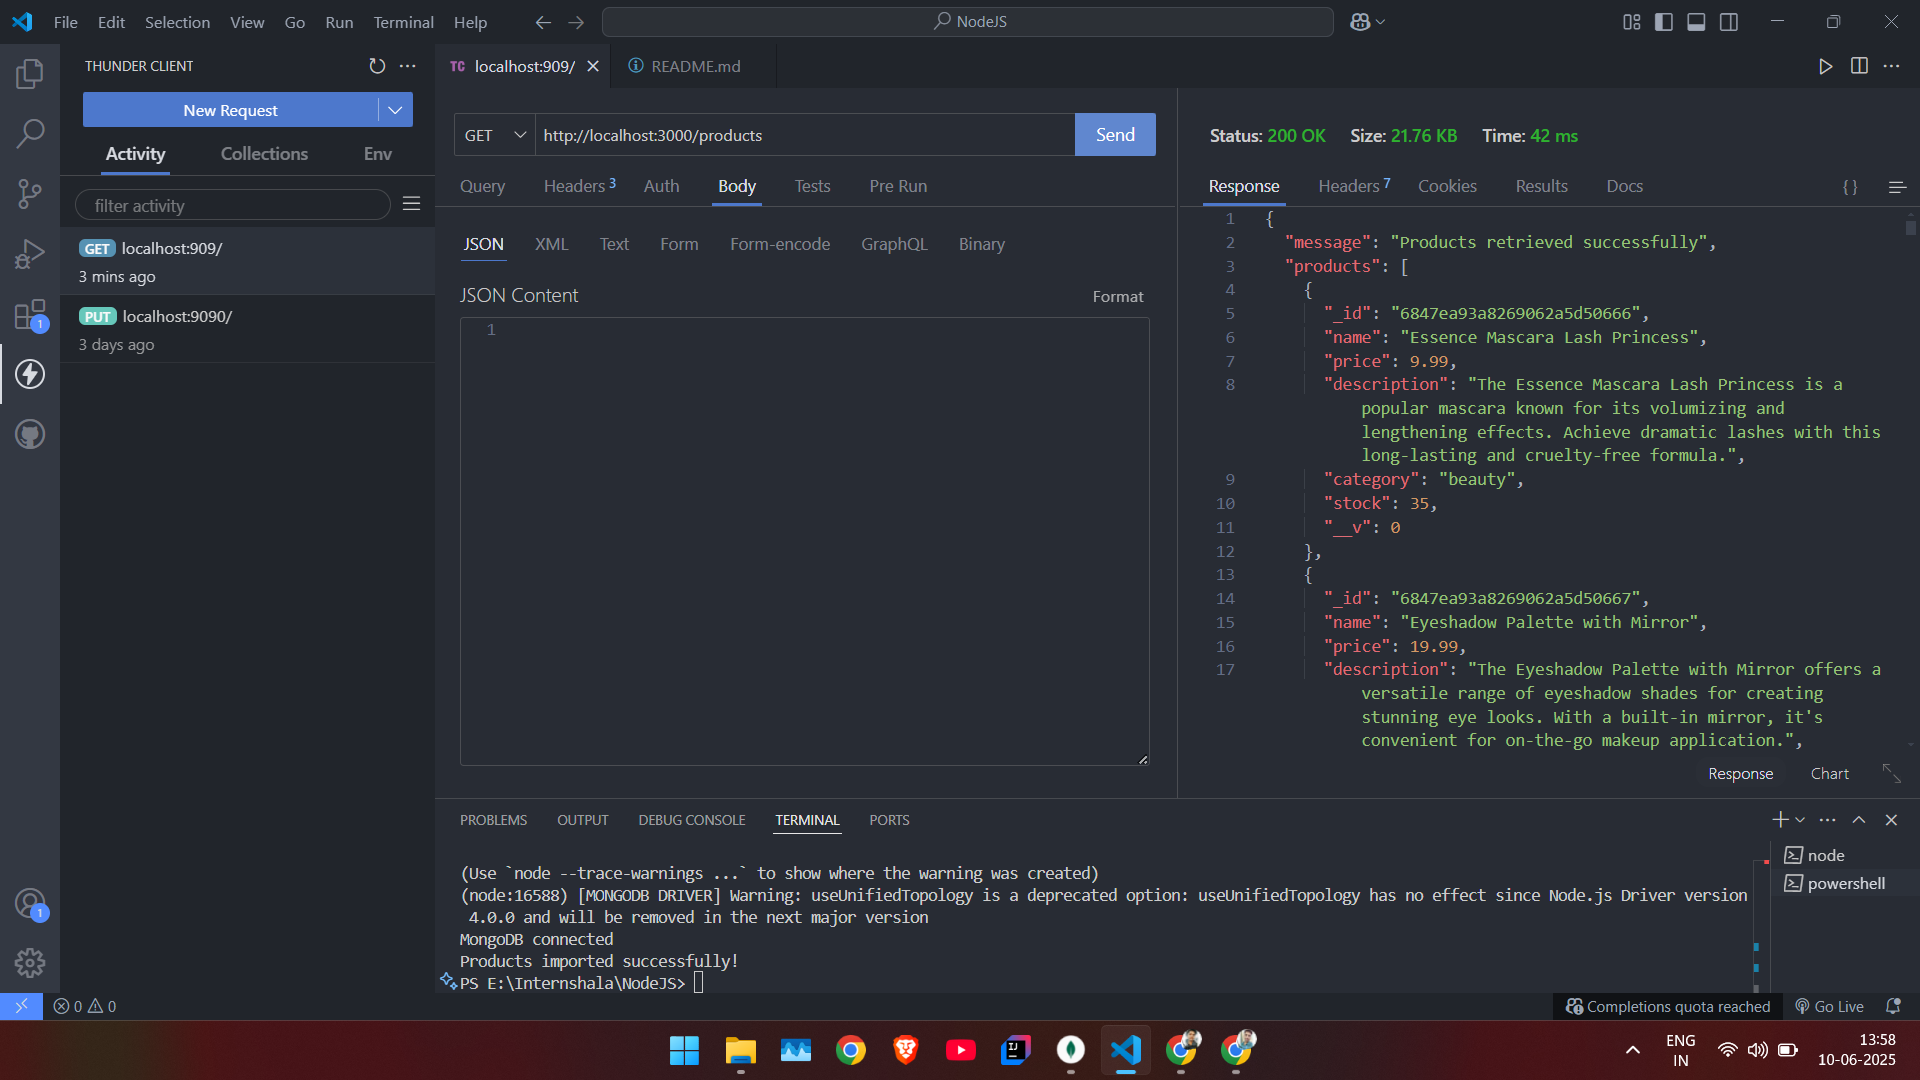 File Edit Selection View Go Run Terminal Help
NodeJS
THUNDER CLIENT
New Request
Activity Collections Env
filter activity
GET localhost:909/
3 mins ago
PUT localhost:9090/
3 days ago
1
1
TC localhost:909/
README.md
GET http://localhost:3000/products Send
Query Headers 3 Auth Body Tests Pre Run
JSON XML Text Form Form-encode GraphQL Binary
JSON Content Format
1
Status: 200 OK Size: 21.76 KB Time: 42 ms
Response Headers 7 Cookies Results Docs { }
1 {
2 "message": "Products retrieved successfully",
3 "products": [
4 {
5 "_id": "6847ea93a8269062a5d50666",
6 "name": "Essence Mascara Lash Princess",
7 "price": 9.99,
8 "description": "The Essence Mascara Lash Princess is a
popular mascara known for its volumizing and
lengthening effects. Achieve dramatic lashes with this
long-lasting and cruelty-free formula.",
9 "category": "beauty",
10 "stock": 35,
11 "__v": 0
12 },
13 {
14 "_id": "6847ea93a8269062a5d50667",
15 "name": "Eyeshadow Palette with Mirror",
16 "price": 19.99,
17 "description": "The Eyeshadow Palette with Mirror offers a
versatile range of eyeshadow shades for creating
stunning eye looks. With a built-in mirror, it's
convenient for on-the-go makeup application.",
Response Chart
PROBLEMS OUTPUT DEBUG CONSOLE TERMINAL PORTS
(Use `node --trace-warnings ...` to show where the warning was created)
(node:16588) [MONGODB DRIVER] Warning: useUnifiedTopology is a deprecated option: useUnifiedTopology has no effect since Node.js Driver version
4.0.0 and will be removed in the next major version
MongoDB connected
Products imported successfully!
PS E:\Internshala\NodeJS>
node
powershell
0 0
Completions quota reached Go Live
IJ
ENG
IN
13:58
10-06-2025